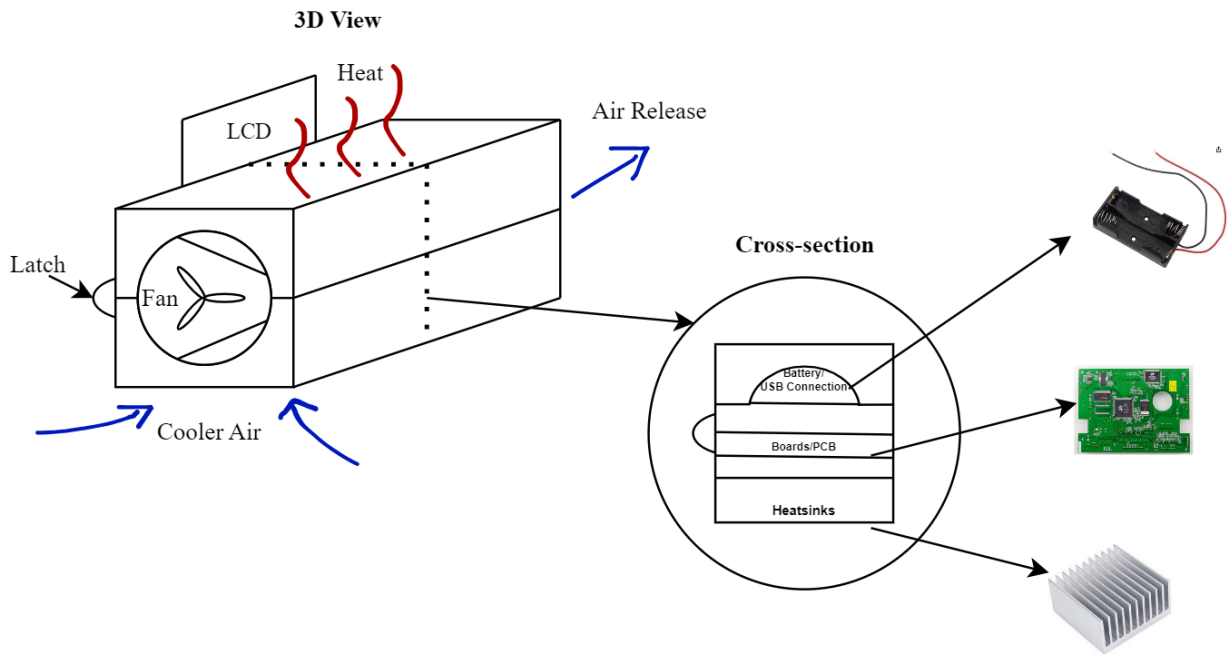 3D View
Heat
LCD
Air Release
Latch
Fan
Cooler Air
Cross-section
Battery/
USB Connection
Boards/PCB
Heatsinks